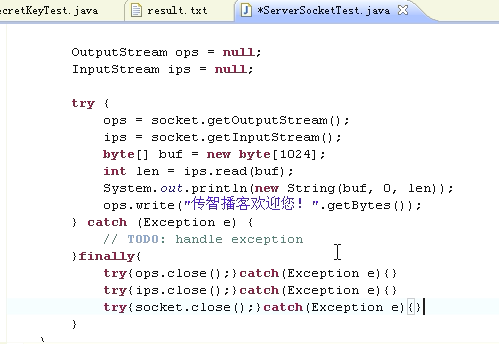 ecretKeyTest.java result.txt *ServerSocketTest.java
OutputStream ops = null;
InputStream ips = null;
try {
ops = socket.getOutputStream();
ips = socket.getInputStream();
byte[] buf = new byte[1024];
int len = ips.read(buf);
System.out.println(new String(buf, 0, len));
ops.write("传智播客欢迎您！".getBytes());
} catch (Exception e) {
// TODO: handle exception
}finally{
try{ops.close();}catch(Exception e){}
try{ips.close();}catch(Exception e){}
try{socket.close();}catch(Exception e){}
}
}